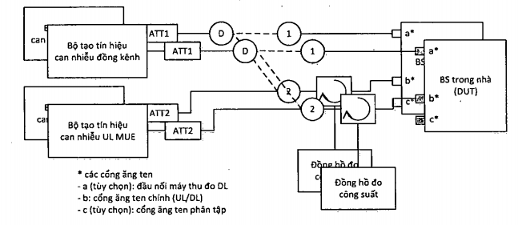 B
can
ATT1
Bộ tạo tín hiệu
can nhiễu đồng kênh
ATT1
D
D
1
1
a*
a*
BS
BS trong nhà
(DUT)
b*
b*
c*
c*
B
can
ATT2
Bộ tạo tín hiệu
can nhiễu UL MUE
ATT2
2
2
Đồng hồ đo
Đồng hồ đo
công suất
* các cổng ăng ten
- a (tùy chọn): đầu nối máy thu đo DL
- b: cổng ăng ten chính (UL/DL)
- c (tùy chọn): cổng ăng ten phân tập